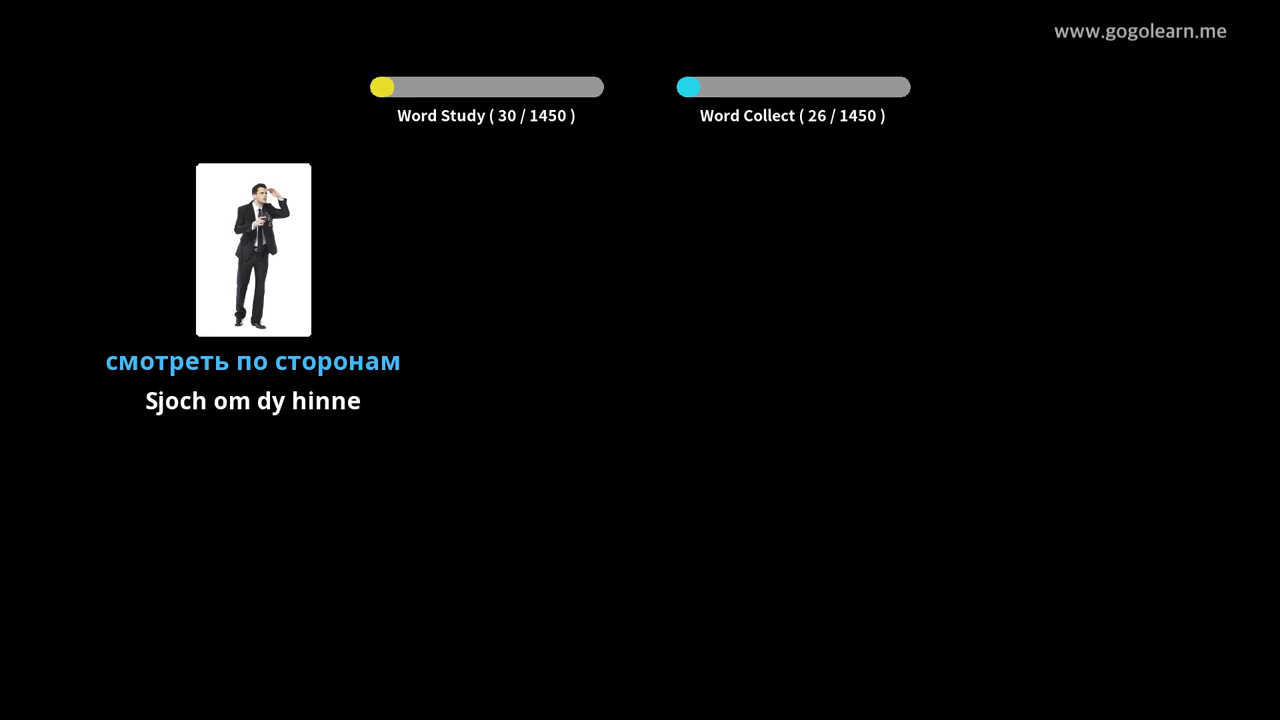 www.gogolearn.me
Word Study ( 30 / 1450 )
Word Collect ( 26 / 1450 )
смотреть по сторонам
Sjoch om dy hinne